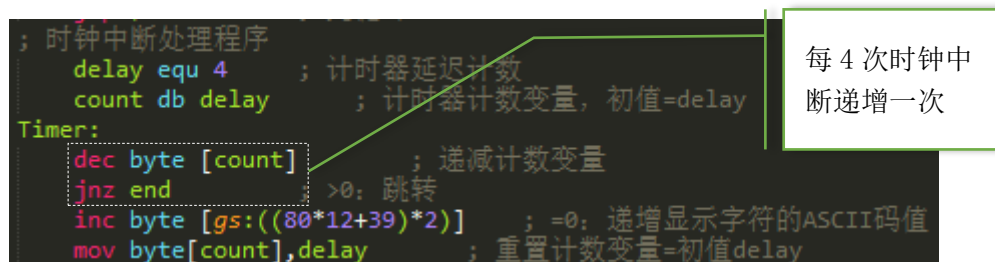 ; 时钟中断处理程序
delay equ 4 ; 计时器延迟计数
count db delay ; 计时器计数变量，初值=delay
Timer:
dec byte [count] ; 递减计数变量
jnz end ; >0：跳转
inc byte [gs:((80*12+39)*2)] ; =0：递增显示字符的ASCII码值
mov byte[count],delay ; 重置计数变量=初值delay
每 4 次时钟中
断递增一次